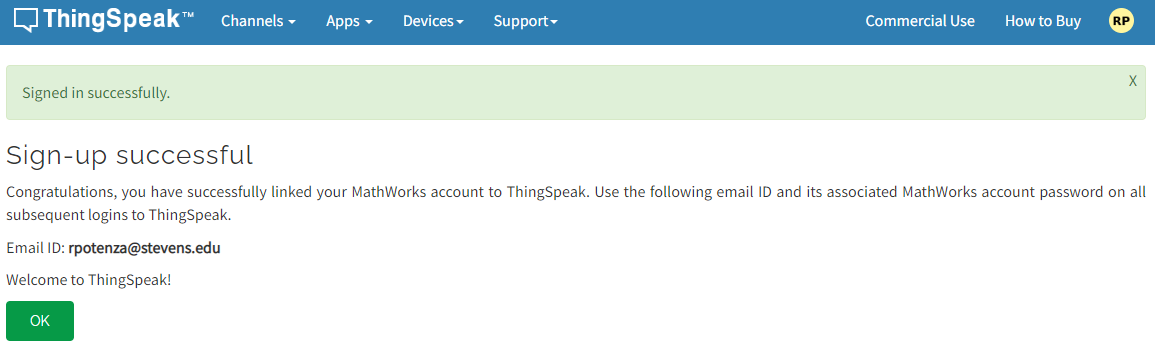 ThingSpeak™ Channels Apps Devices Support Commercial Use How to Buy RP
Signed in successfully. X
Sign-up successful
Congratulations, you have successfully linked your MathWorks account to ThingSpeak. Use the following email ID and its associated MathWorks account password on all
subsequent logins to ThingSpeak.
Email ID: rpotenza@stevens.edu
Welcome to ThingSpeak!
OK